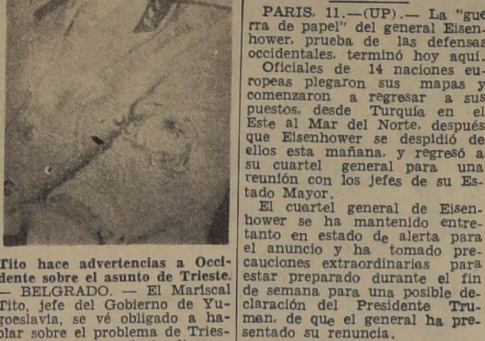 Tito hace advertencias a Occi-
dente sobre el asunto de Trieste.
— BELGRADO. — El Mariscal
Tito, jefe del Gobierno de Yu-
goeslavia, se vé obligado a ha-
blar sobre el problema de Tries-
PARIS, 11.—(UP).— La "gue
rra de papel" del general Eisen-
hower, prueba de las defensas
occidentales, terminó hoy aquí.
Oficiales de 14 naciones eu-
ropeas plegaron sus mapas y
comenzaron a regresar a sus
puestos, desde Turquía en el
Este al Mar del Norte, después
que Eisenhower se despidió de
ellos esta mañana, y regresó a
su cuartel general para una
reunión con los jefes de su Es-
tado Mayor.
El cuartel general de Eisen-
hower se ha mantenido entre-
tanto en estado de alerta para
el anuncio y ha tomado pre-
cauciones extraordinarias para
estar preparado durante el fin
de semana para una posible de-
claración del Presidente Tru-
man, de que el general ha pre-
sentado su renuncia.